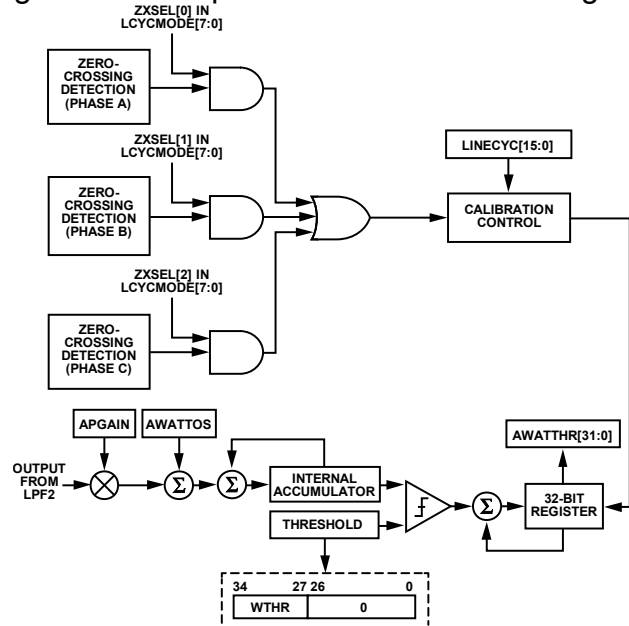 ZXSEL[0] IN
LCYCMODE[7:0]
ZERO-
CROSSING
DETECTION
(PHASE A)
ZXSEL[1] IN
LCYCMODE[7:0]
ZERO-
CROSSING
DETECTION
(PHASE B)
LINECYC[15:0]
CALIBRATION
CONTROL
ZXSEL[2] IN
LCYCMODE[7:0]
ZERO-
CROSSING
DETECTION
(PHASE C)
APGAIN
AWATTOS
AWATTHR[31:0]
OUTPUT
FROM
LPF2
Σ
Σ
INTERNAL
ACCUMULATOR
Σ
32-BIT
REGISTER
THRESHOLD
34 27 26 0
WTHR 0